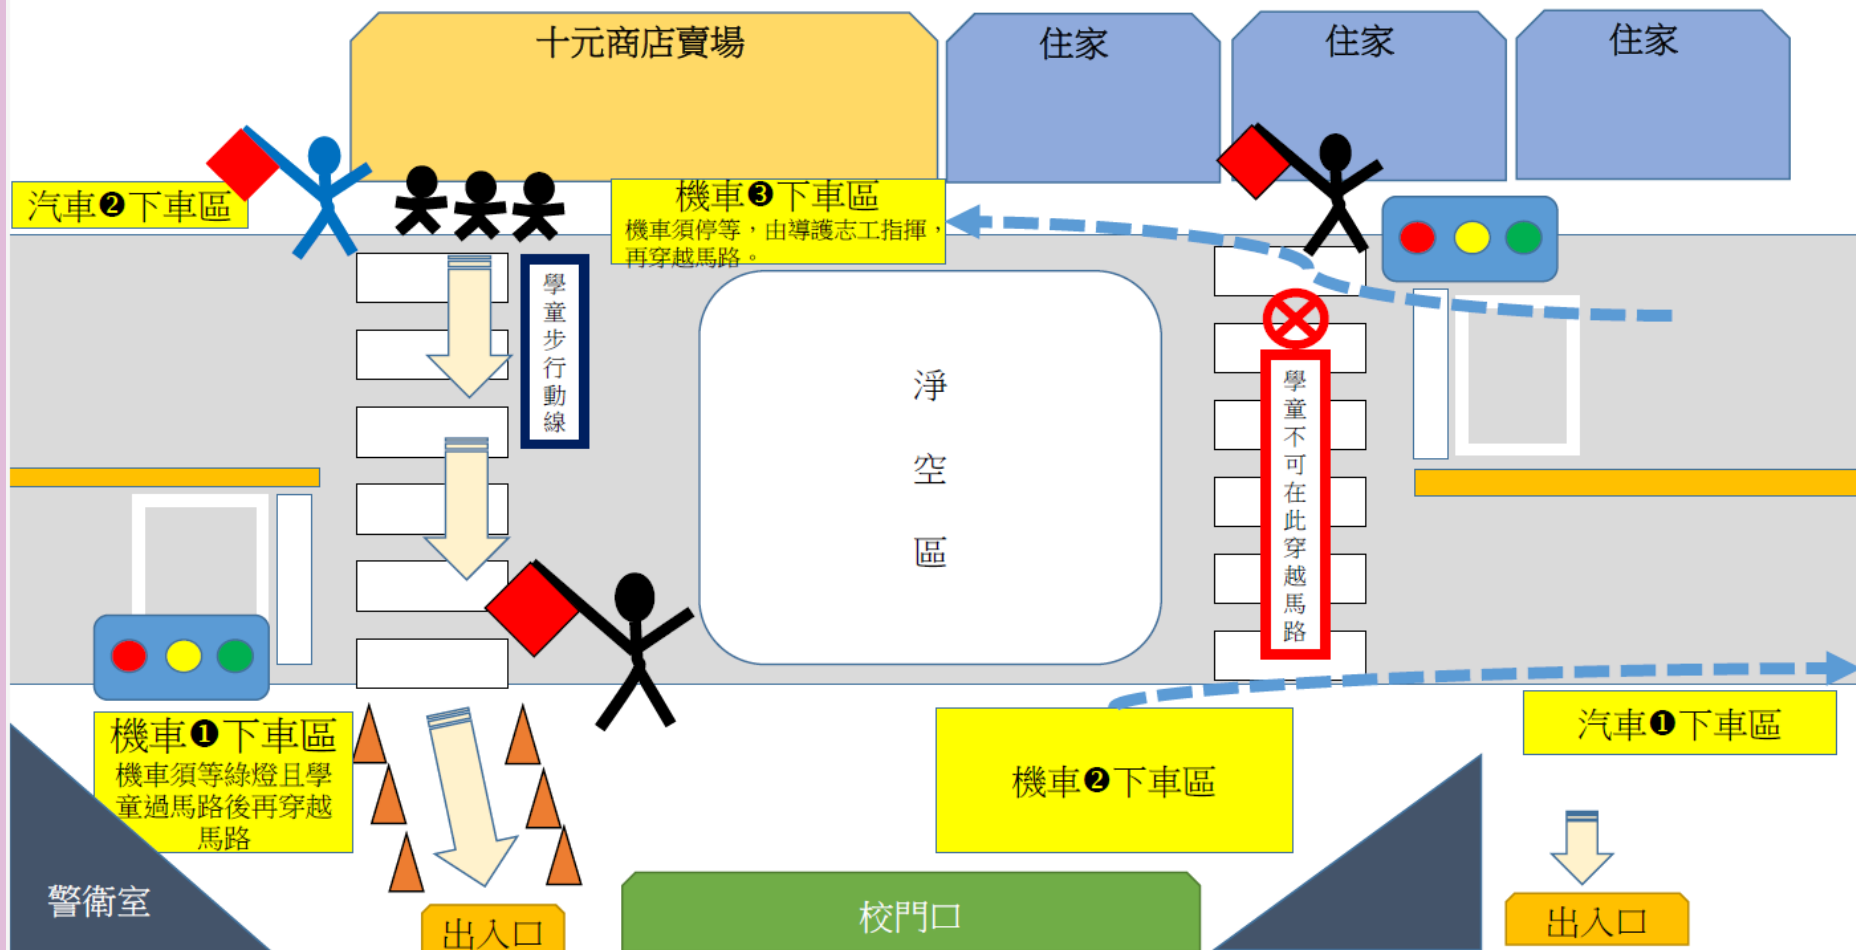 十元商店賣場
住家
住家
住家
汽車❷下車區
機車❸下車區
機車須停等，由導護志工指揮，
再穿越馬路。
學童步行動線
淨空區
學童不可在此穿越馬路
機車❶下車區
機車須等綠燈且學
童過馬路後再穿越
馬路
機車❷下車區
汽車❶下車區
警衛室
出入口
校門口
出入口